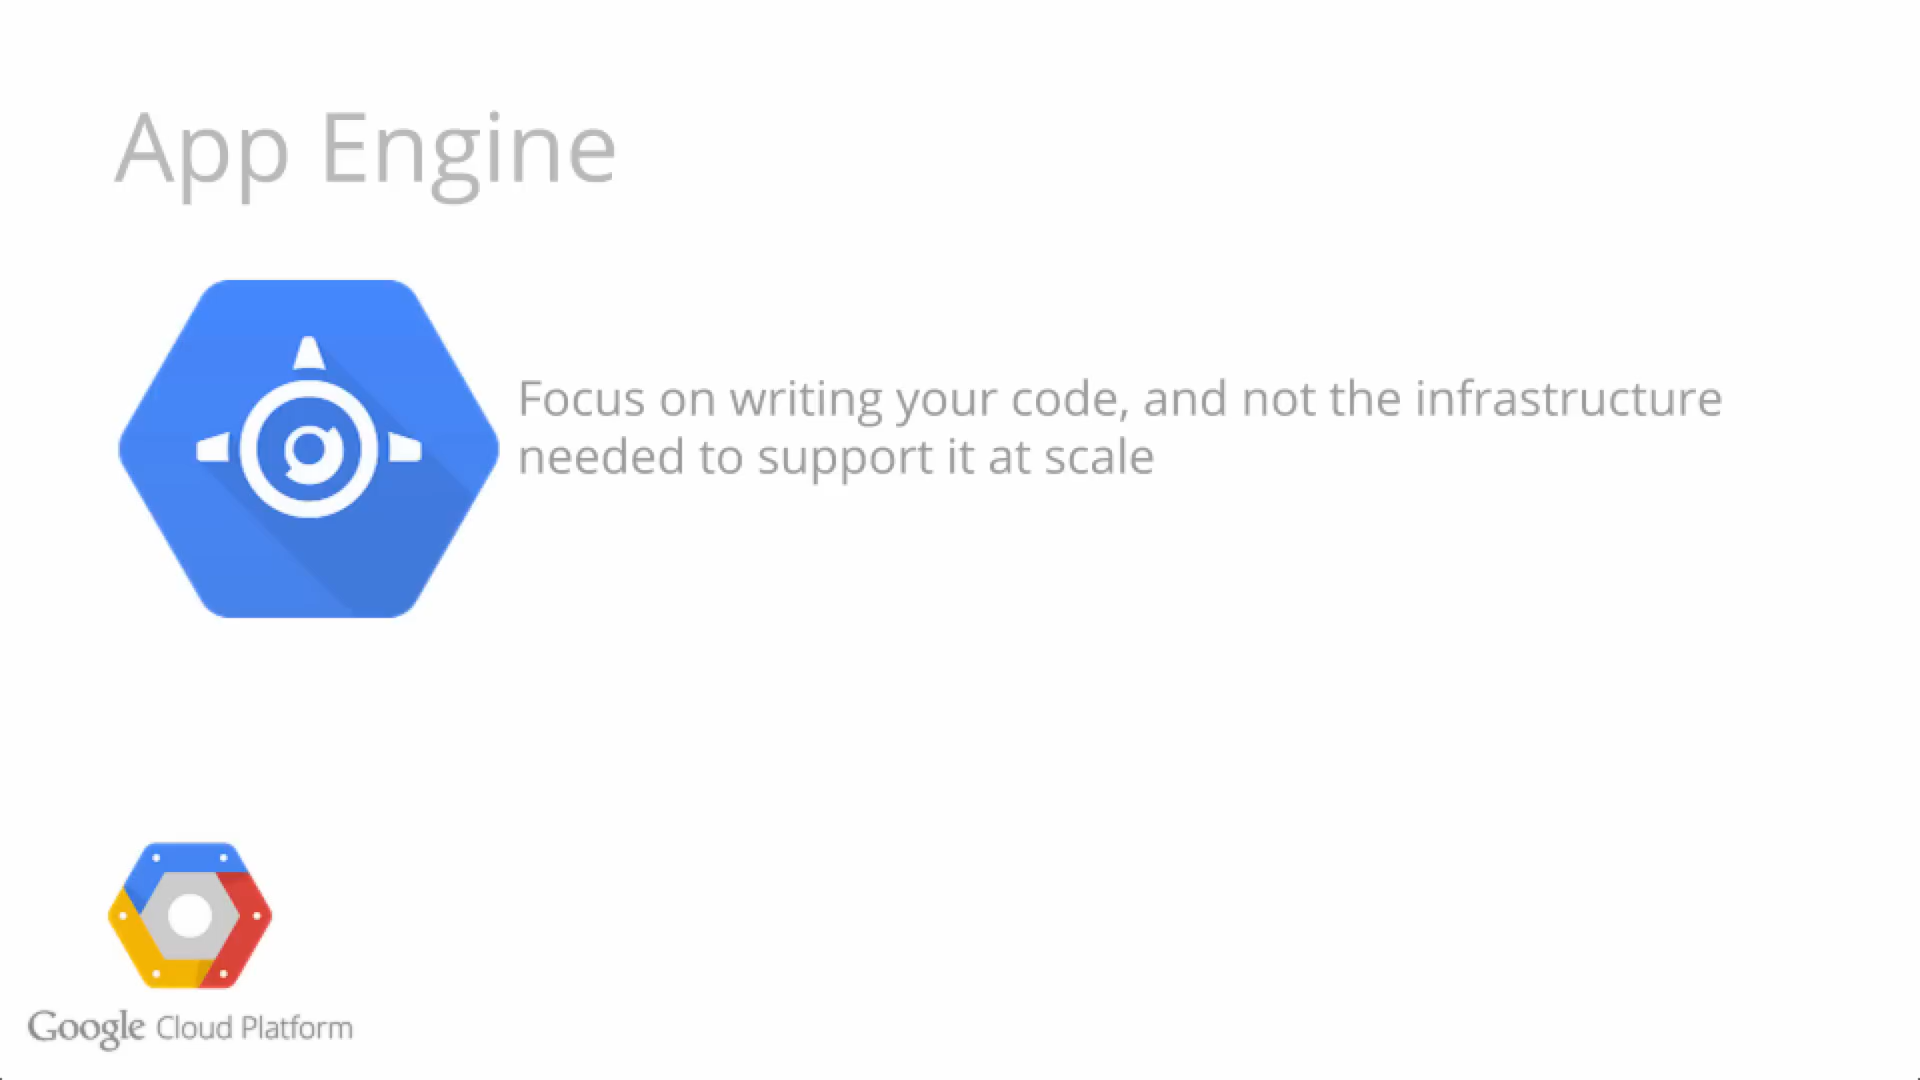 App Engine
Focus on writing your code, and not the infrastructure
needed to support it at scale
Google Cloud Platform